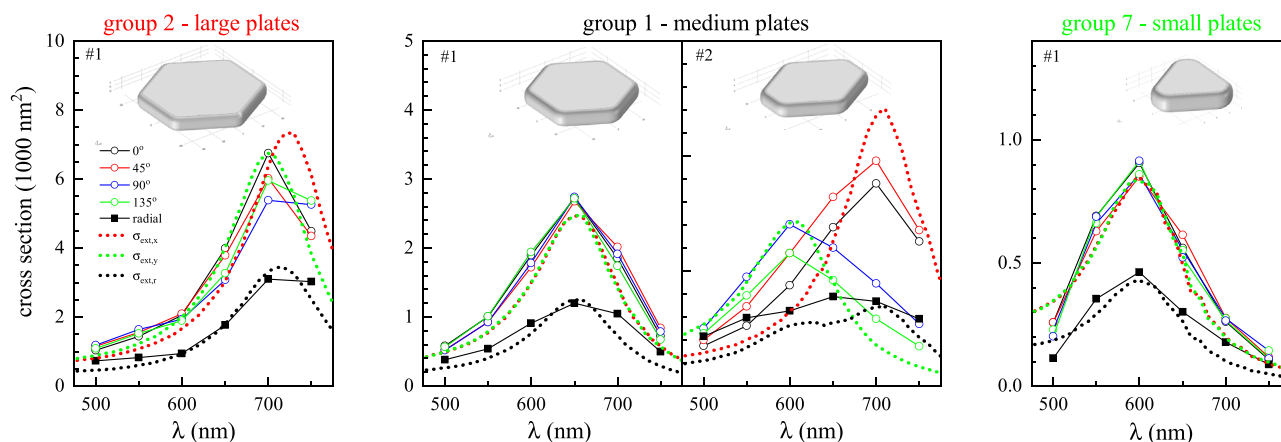 group 2 - large plates
group 1 - medium plates
group 7 - small plates
cross section (1000 nm²)
10
8
6
4
2
0
#1
0°
45°
90°
135°
radial
σext,x
σext,y
σext,r
500 600 700
λ (nm)
5
4
3
2
1
0
#1
500 600 700
λ (nm)
#2
500 600 700
λ (nm)
1.0
0.5
0.0
#1
500 600 700
λ (nm)